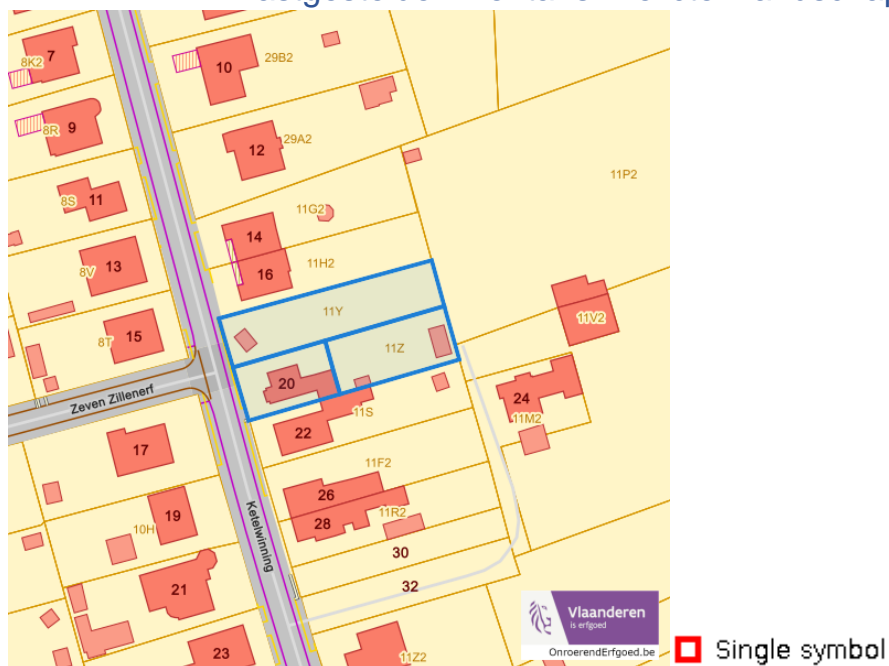 7
8K2
10
29B2
9
8R
12
29A2
11P2
11
8S
11G2
14
13
8V
16
11H2
11Y
15
8T
11V2
11Z
20
Zeven Zillenerf
24
11S
11M2
22
17
11F2
26
Ketelwinning
19
10H
28
11R2
30
32
21
Vlaanderen
is erfgoed
OnroerendErfgoed.be
23
11Z2
Single symbol